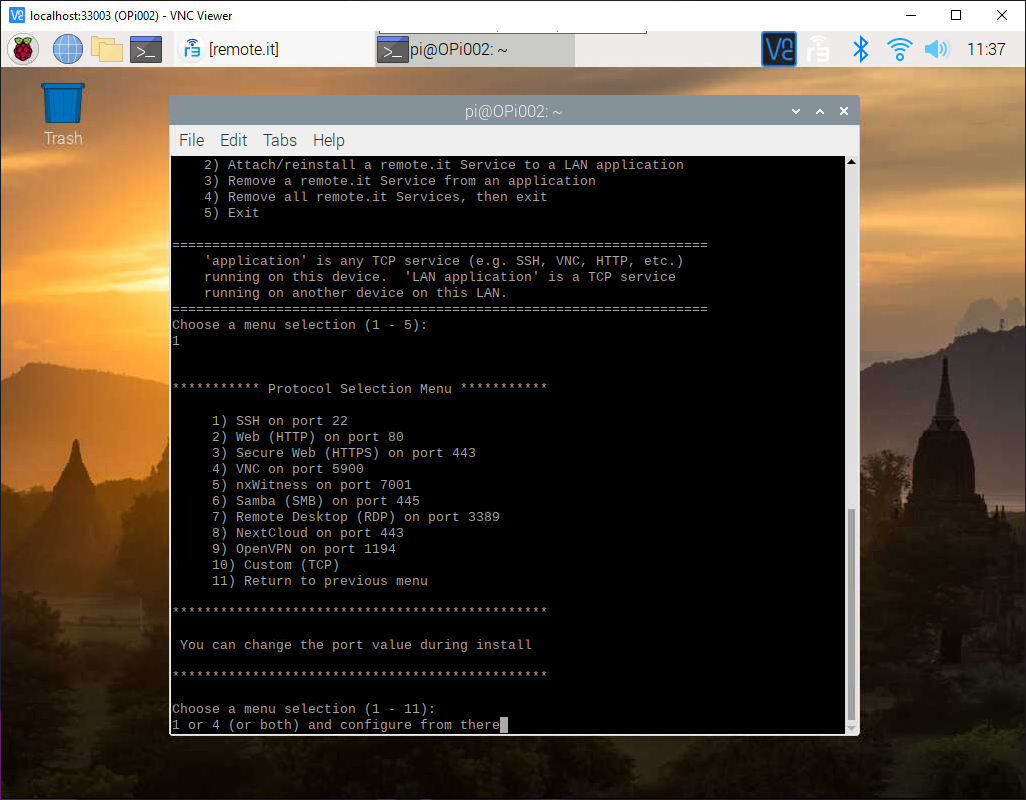 localhost:33003 (OPi002) - VNC Viewer
[remote.it]
pi@OPi002: ~
11:37
Trash
pi@OPi002: ~
File Edit Tabs Help
2) Attach/reinstall a remote.it Service to a LAN application
3) Remove a remote.it Service from an application
4) Remove all remote.it Services, then exit
5) Exit
===================================================================
'application' is any TCP service (e.g. SSH, VNC, HTTP, etc.)
running on this device.  'LAN application' is a TCP service
running on another device on this LAN.
===================================================================
Choose a menu selection (1 - 5):
1
*********** Protocol Selection Menu ***********
1) SSH on port 22
2) Web (HTTP) on port 80
3) Secure Web (HTTPS) on port 443
4) VNC on port 5900
5) nxWitness on port 7001
6) Samba (SMB) on port 445
7) Remote Desktop (RDP) on port 3389
8) NextCloud on port 443
9) OpenVPN on port 1194
10) Custom (TCP)
11) Return to previous menu
***********************************************
You can change the port value during install
***********************************************
Choose a menu selection (1 - 11):
1 or 4 (or both) and configure from there